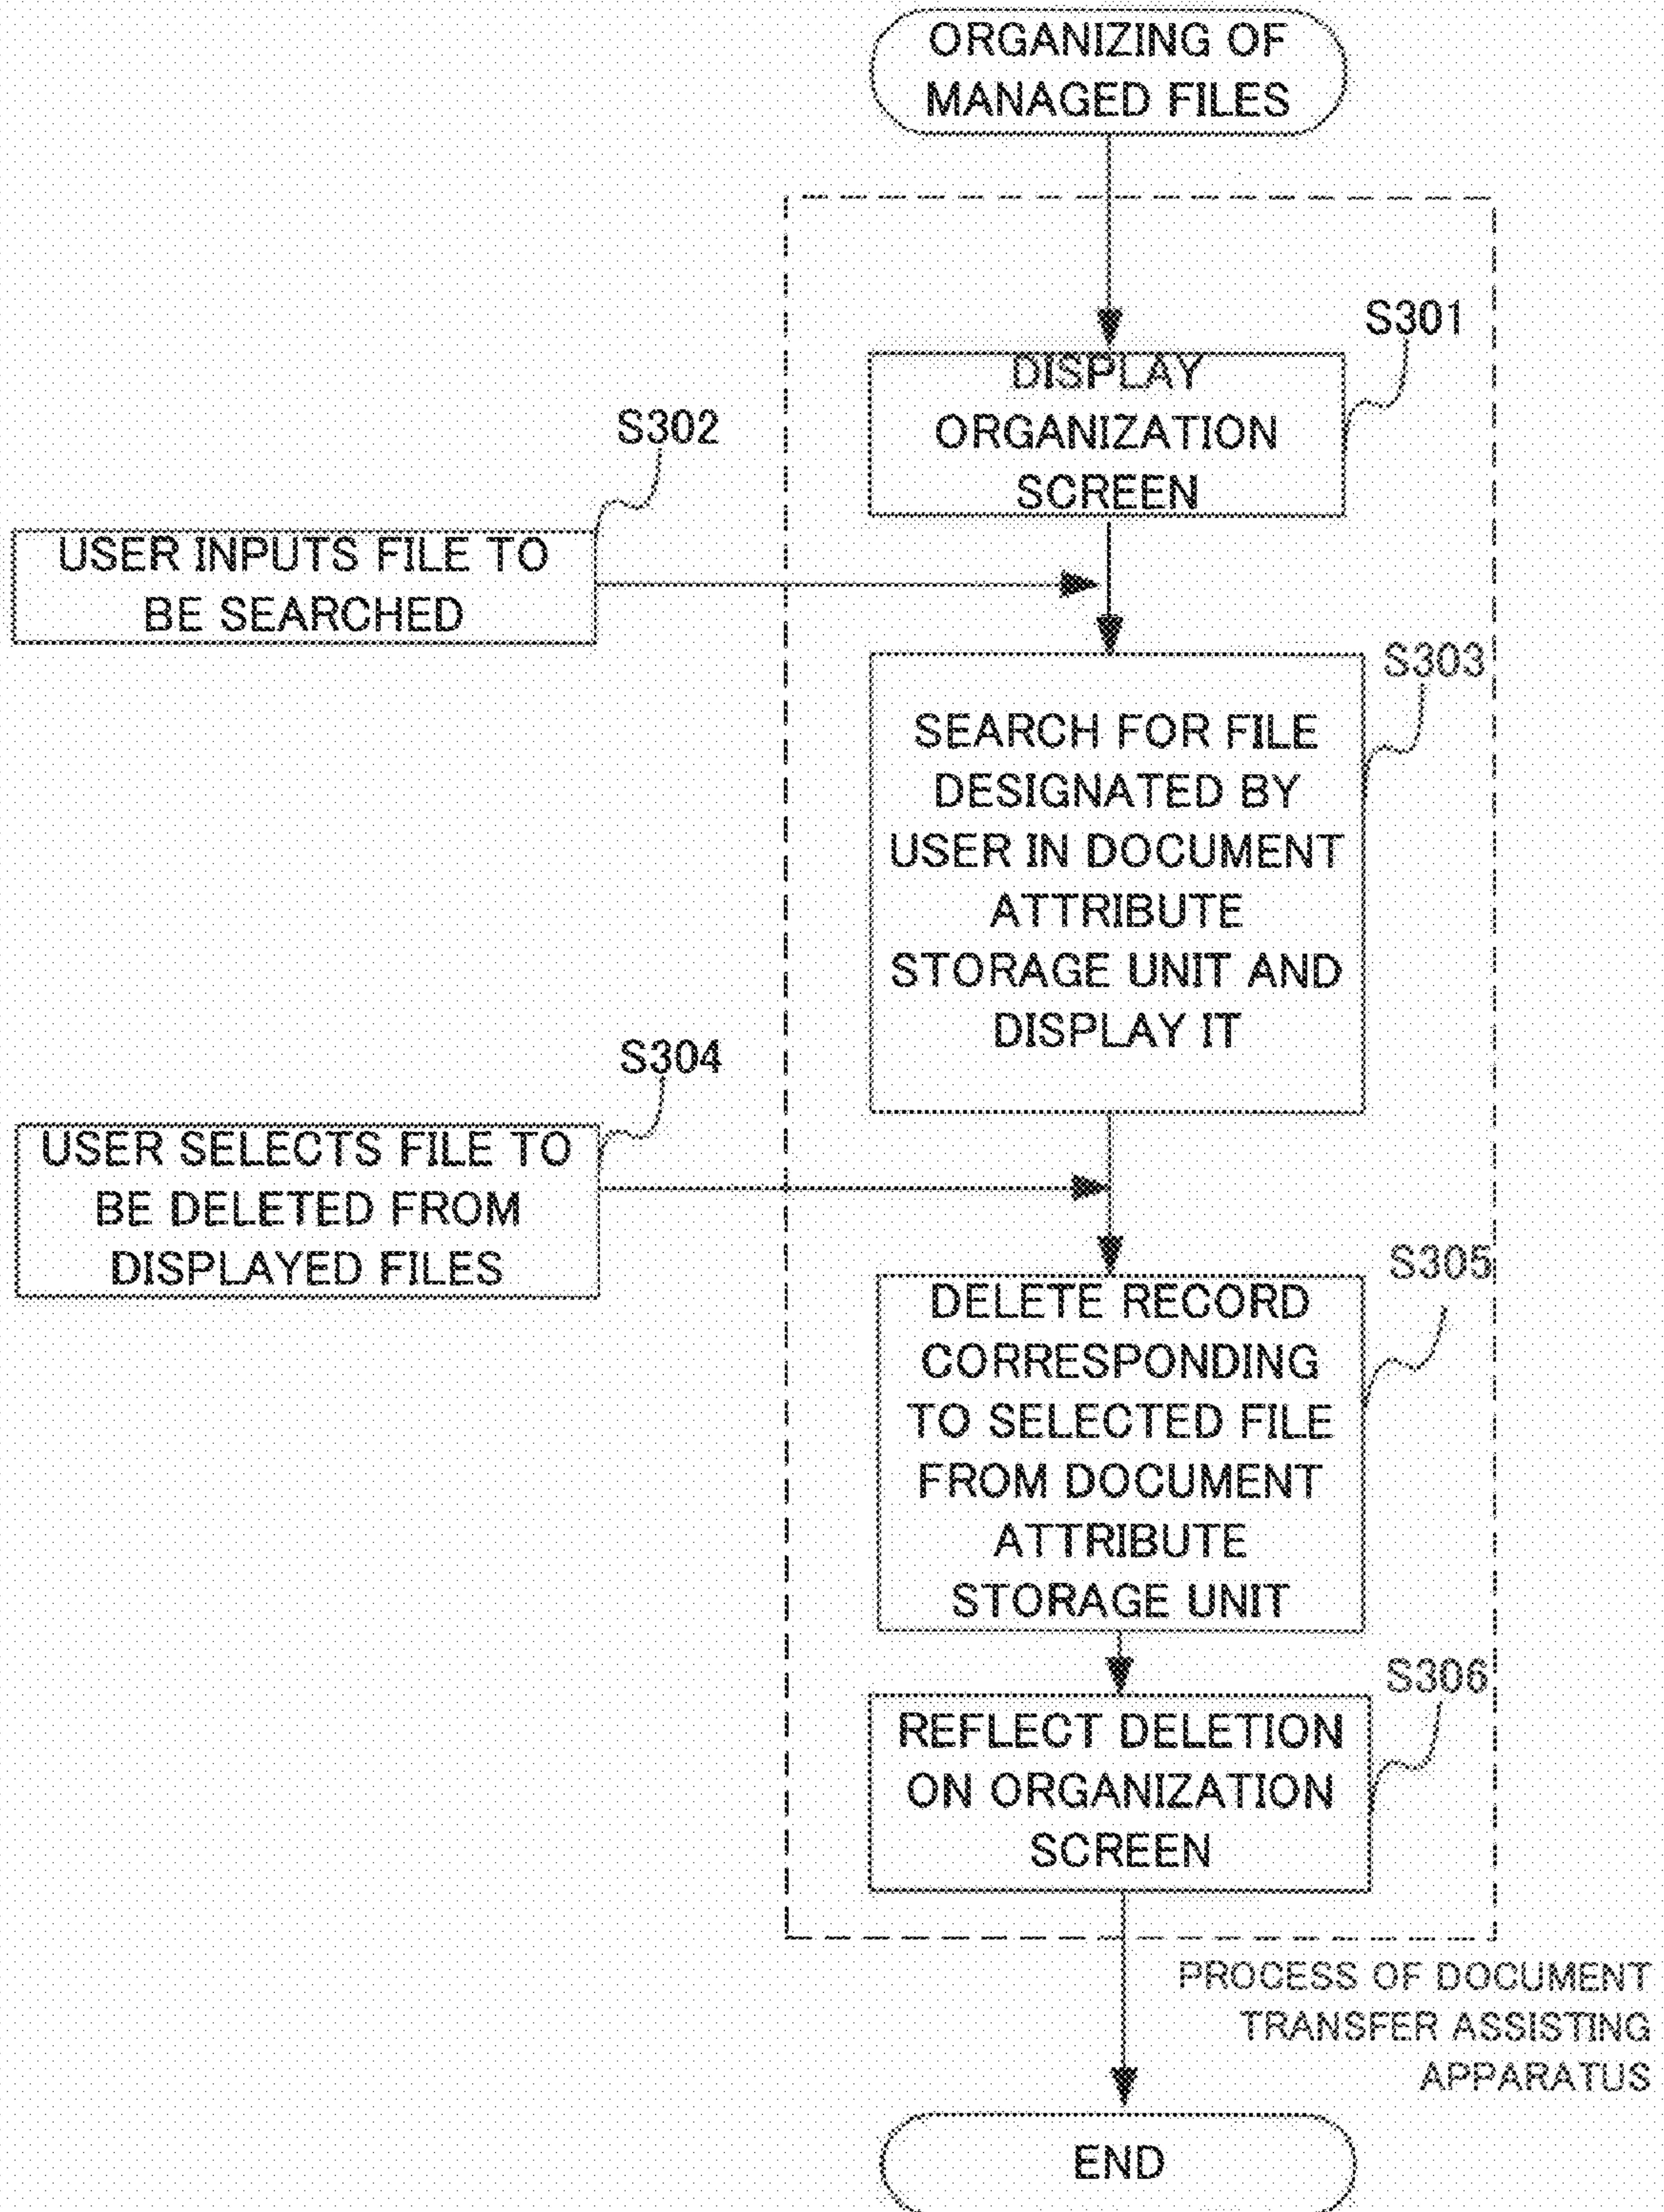 ORGANIZING OF
MANAGED FILES
S301
DISPLAY
ORGANIZATION
SCREEN
S302
USER INPUTS FILE TO
BE SEARCHED
S303
SEARCH FOR FILE
DESIGNATED BY
USER IN DOCUMENT
ATTRIBUTE
STORAGE UNIT AND
DISPLAY IT
S304
USER SELECTS FILE TO
BE DELETED FROM
DISPLAYED FILES
S305
DELETE RECORD
CORRESPONDING
TO SELECTED FILE
FROM DOCUMENT
ATTRIBUTE
STORAGE UNIT
S306
REFLECT DELETION
ON ORGANIZATION
SCREEN
PROCESS OF DOCUMENT
TRANSFER ASSISTING
APPARATUS
END